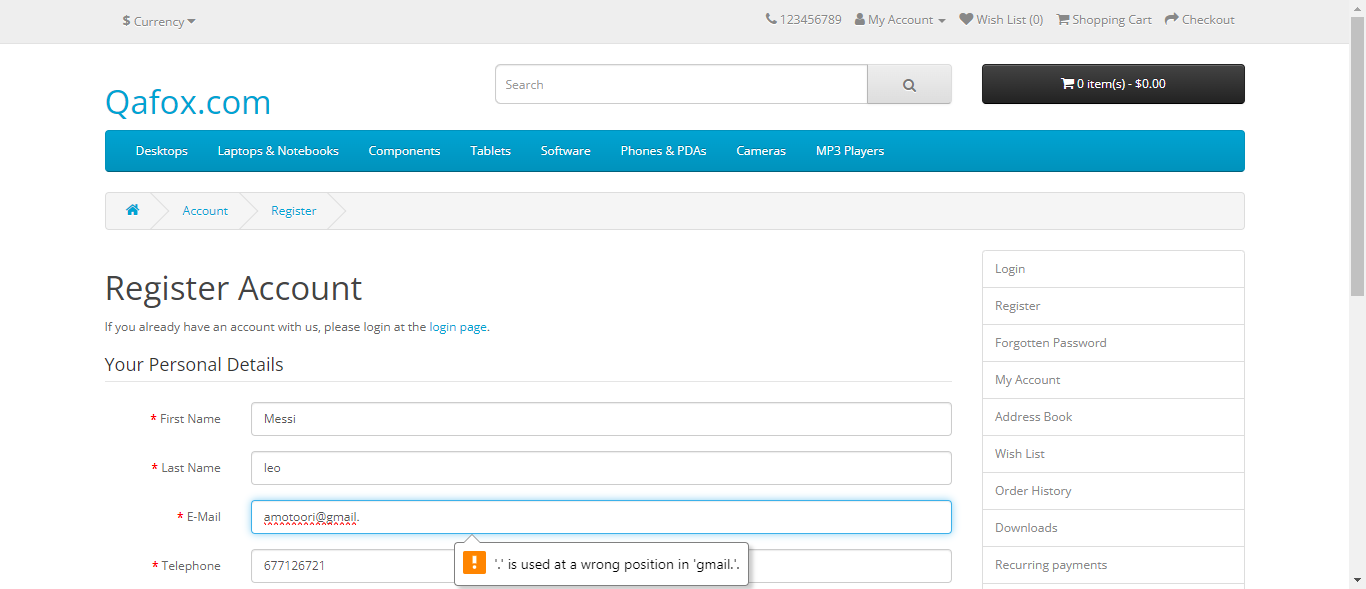 $ Currency
123456789 My Account Wish List (0) Shopping Cart Checkout
Qafox.com
Search
0 item(s) - $0.00
Desktops Laptops & Notebooks Components Tablets Software Phones & PDAs Cameras MP3 Players
Account Register
Register Account
If you already have an account with us, please login at the login page.
Your Personal Details
* First Name Messi
* Last Name leo
* E-Mail amotoori@gmail.
* Telephone 677126721
! '.' is used at a wrong position in 'gmail.'.
Login
Register
Forgotten Password
My Account
Address Book
Wish List
Order History
Downloads
Recurring payments